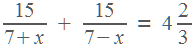 15/(7+x) + 15/(7−x) = 4 2/3